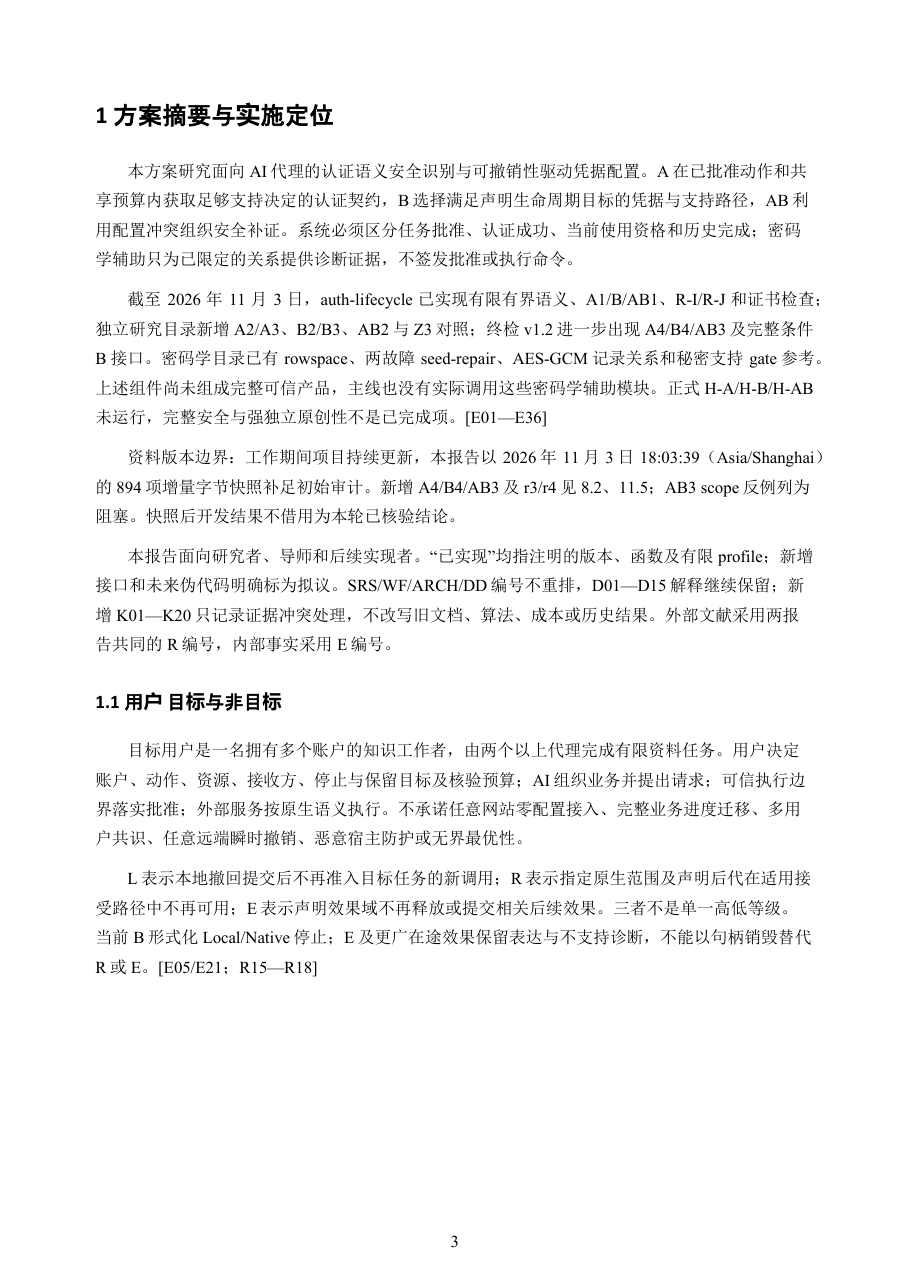 1 方案摘要与实施定位
本方案研究面向 AI 代理的认证语义安全识别与可撤销性驱动凭据配置。A 在已批准动作和共
享预算内获取足够支持决定的认证契约，B 选择满足声明生命周期目标的凭据与支持路径，AB 利
用配置冲突组织安全补证。系统必须区分任务批准、认证成功、当前使用资格和历史完成；密码
学辅助只为已限定的关系提供诊断证据，不签发批准或执行命令。
截至 2026 年 11 月 3 日，auth-lifecycle 已实现有限有界语义、A1/B/AB1、R-I/R-J 和证书检查；
独立研究目录新增 A2/A3、B2/B3、AB2 与 Z3 对照；终检 v1.2 进一步出现 A4/B4/AB3 及完整条件
B 接口。密码学目录已有 rowspace、两故障 seed-repair、AES-GCM 记录关系和秘密支持 gate 参考。
上述组件尚未组成完整可信产品，主线也没有实际调用这些密码学辅助模块。正式 H-A/H-B/H-AB
未运行，完整安全与强独立原创性不是已完成项。[E01—E36]
资料版本边界：工作期间项目持续更新，本报告以 2026 年 11 月 3 日 18:03:39（Asia/Shanghai）
的 894 项增量字节快照补足初始审计。新增 A4/B4/AB3 及 r3/r4 见 8.2、11.5；AB3 scope 反例列为
阻塞。快照后开发结果不借用为本轮已核验结论。
本报告面向研究者、导师和后续实现者。“已实现”均指注明的版本、函数及有限 profile；新增
接口和未来伪代码明确标为拟议。SRS/WF/ARCH/DD 编号不重排，D01—D15 解释继续保留；新
增 K01—K20 只记录证据冲突处理，不改写旧文档、算法、成本或历史结果。外部文献采用两报
告共同的 R 编号，内部事实采用 E 编号。
1.1 用户 目标与非目标
目标用户是一名拥有多个账户的知识工作者，由两个以上代理完成有限资料任务。用户决定
账户、动作、资源、接收方、停止与保留目标及核验预算；AI 组织业务并提出请求；可信执行边
界落实批准；外部服务按原生语义执行。不承诺任意网站零配置接入、完整业务进度迁移、多用
户共识、任意远端瞬时撤销、恶意宿主防护或无界最优性。
L 表示本地撤回提交后不再准入目标任务的新调用；R 表示指定原生范围及声明后代在适用接
受路径中不再可用；E 表示声明效果域不再释放或提交相关后续效果。三者不是单一高低等级。
当前 B 形式化 Local/Native 停止；E 及更广在途效果保留表达与不支持诊断，不能以句柄销毁替代
R 或 E。[E05/E21；R15—R18]
3